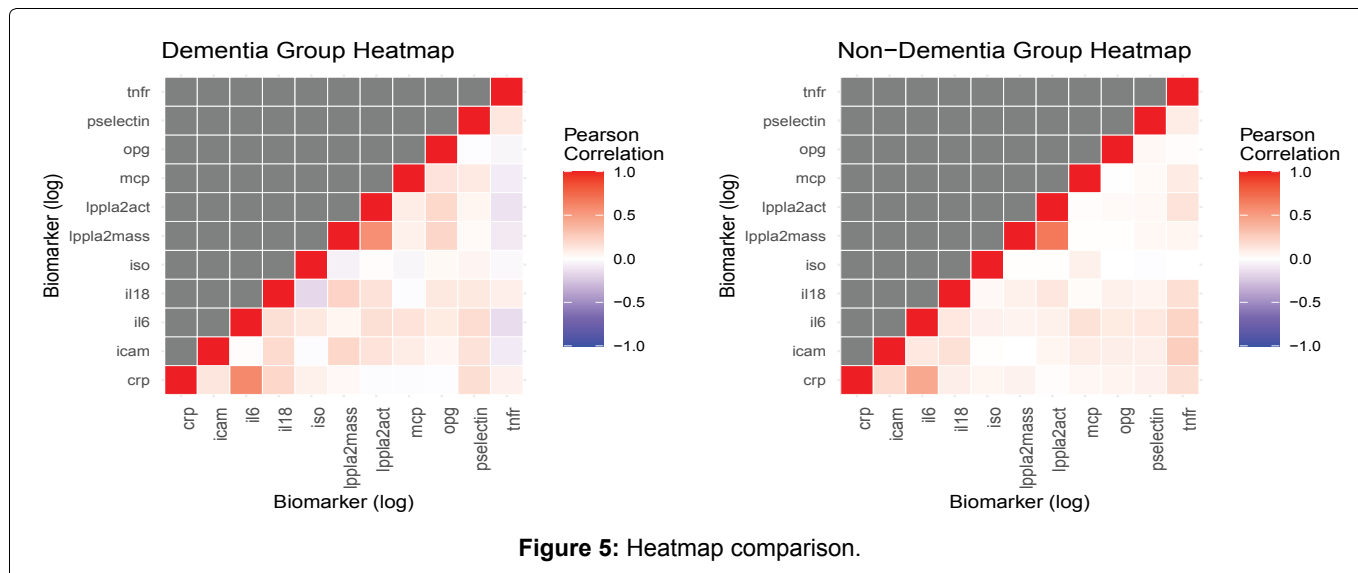 Dementia Group Heatmap
tnfr
pselectin
opg
mcp
lppla2act
lppla2mass
iso
il18
il6
icam
crp
Biomarker (log)
crp
icam
il6
il18
iso
lppla2mass
lppla2act
mcp
opg
pselectin
tnfr
Biomarker (log)
Pearson
Correlation
1.0
0.5
0.0
−0.5
−1.0
Non−Dementia Group Heatmap
tnfr
pselectin
opg
mcp
lppla2act
lppla2mass
iso
il18
il6
icam
crp
Biomarker (log)
crp
icam
il6
il18
iso
lppla2mass
lppla2act
mcp
opg
pselectin
tnfr
Biomarker (log)
Pearson
Correlation
1.0
0.5
0.0
−0.5
−1.0
Figure 5: Heatmap comparison.